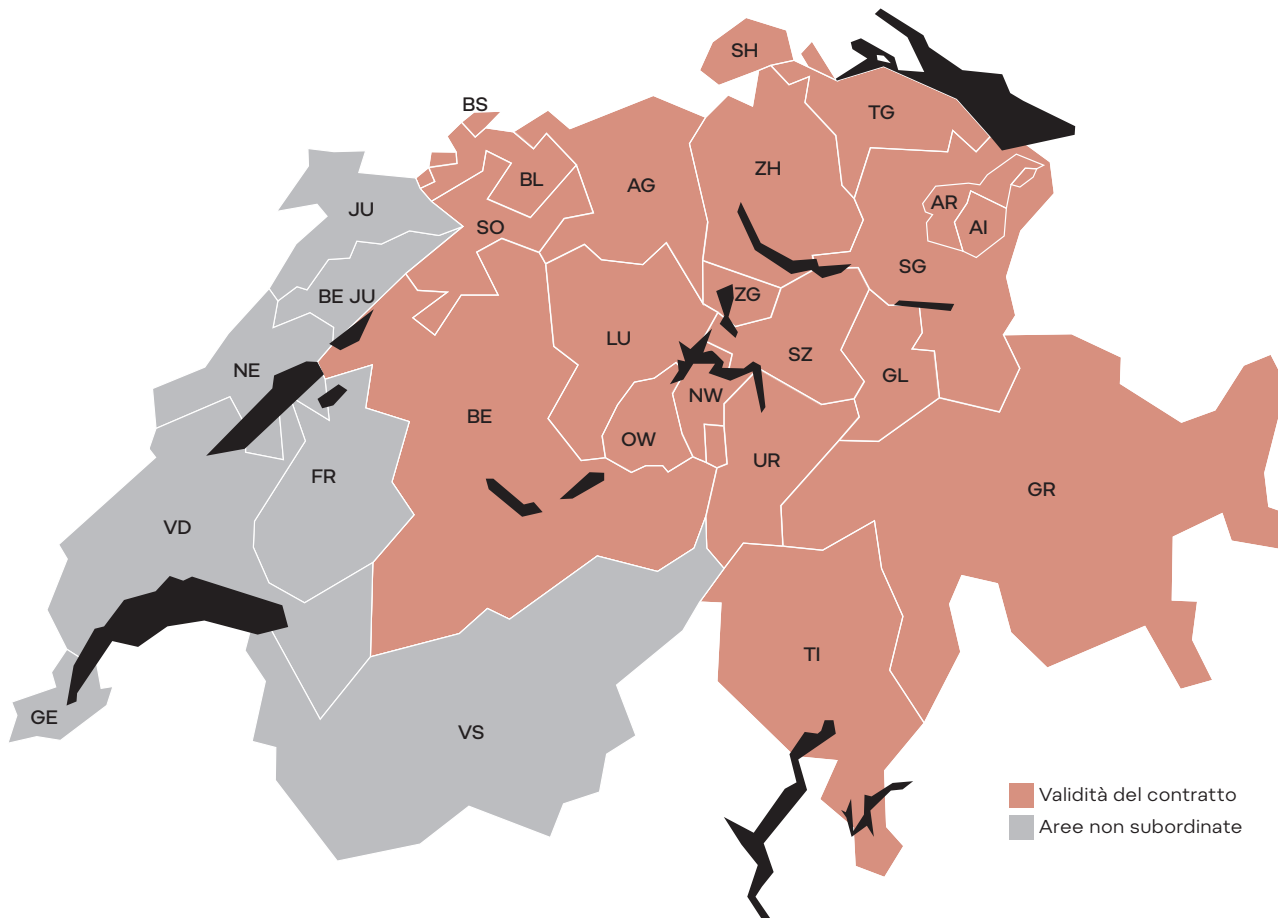 SH
BS
TG
ZH
BL
AG
AR
JU
SO
AI
SG
BE JU
ZG
LU
SZ
NE
GL
NW
BE
OW
UR
FR
GR
VD
TI
GE
VS
Validità del contratto
Aree non subordinate